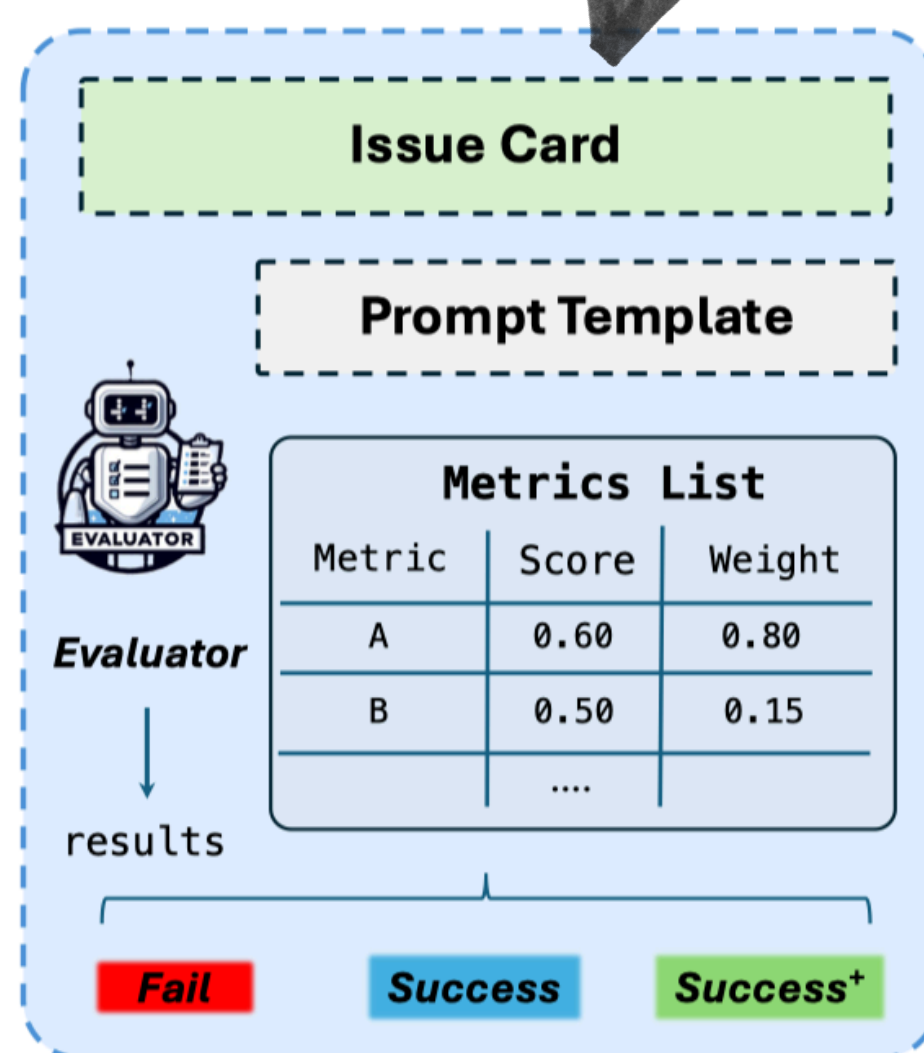 Issue Card
Prompt Template
EVALUATOR
Evaluator
results
Metrics List
Metric Score Weight
A 0.60 0.80
B 0.50 0.15
....
Fail Success Success⁺